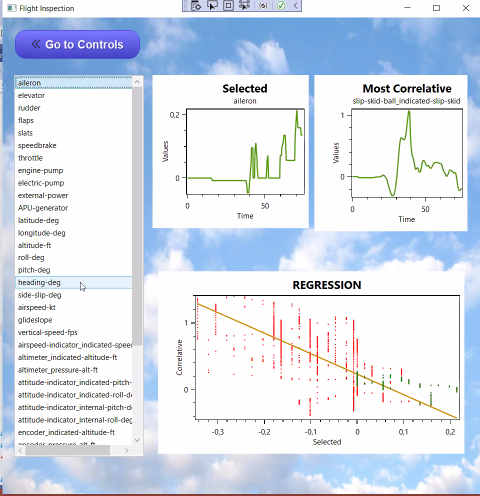 Flight Inspection
« Go to Controls
aileron
elevator
rudder
flaps
slats
speedbrake
throttle
engine-pump
electric-pump
external-power
APU-generator
latitude-deg
longitude-deg
altitude-ft
roll-deg
pitch-deg
heading-deg
side-slip-deg
airspeed-kt
glideslope
vertical-speed-fps
airspeed-indicator_indicated-speed
altimeter_indicated-altitude-ft
altimeter_pressure-alt-ft
attitude-indicator_indicated-pitch-
attitude-indicator_indicated-roll-de
attitude-indicator_internal-pitch-d
attitude-indicator_internal-roll-deg
encoder_indicated-altitude-ft
encoder_pressure-alt-ft
Selected
aileron
0,2
0
Values
0
50
Time
Most Correlative
slip-skid-ball_indicated-slip-skid
1
0
Values
0
50
Time
REGRESSION
1
0
Correlative
-0,3
-0,2
-0,1
0
0,1
0,2
Selected